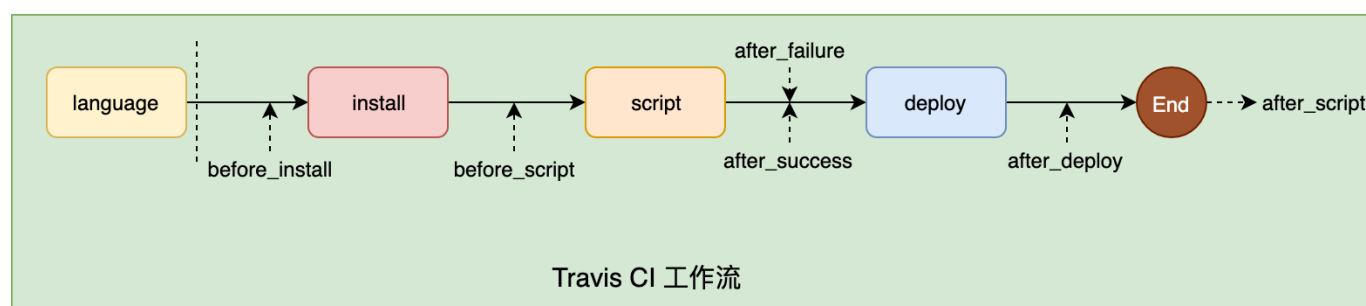 after_failure
language
install
script
deploy
End
after_script
before_install
before_script
after_success
after_deploy
Travis CI 工作流